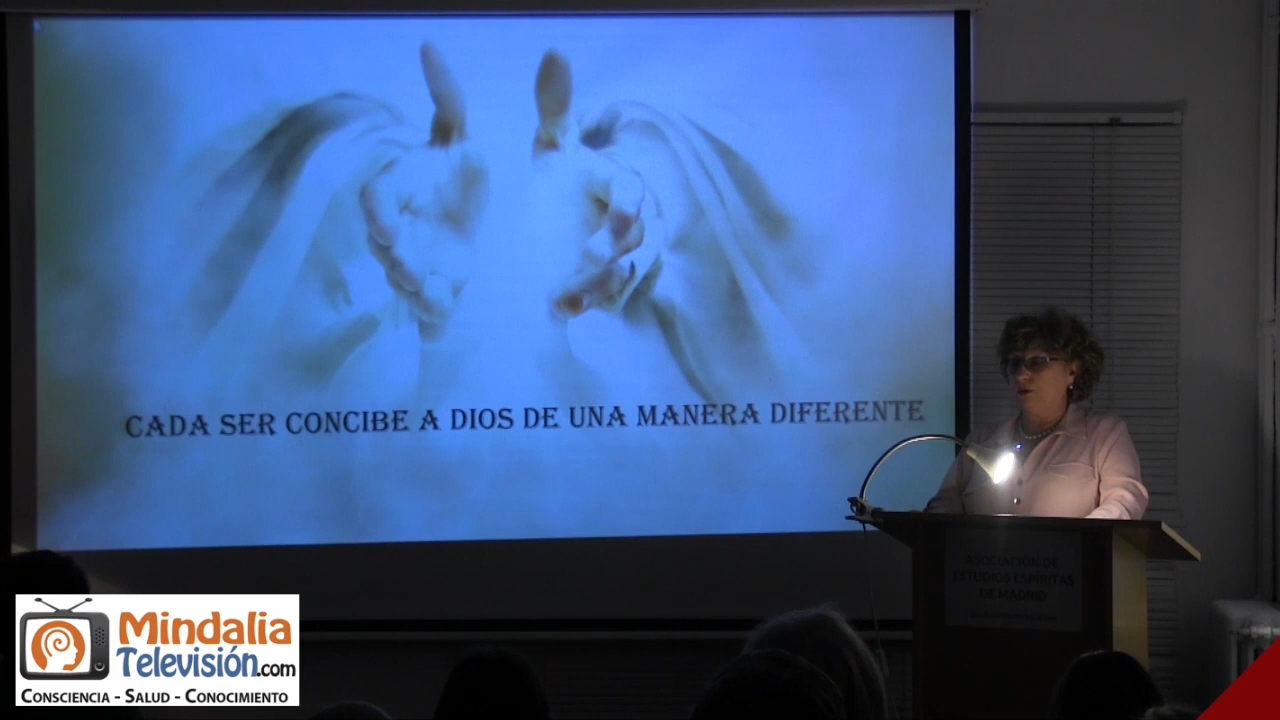 CADA SER CONCIBE A DIOS DE UNA MANERA DIFERENTE
ASOCIACIÓN DE
ESTUDIOS ESPÍRITAS
DE MADRID
Mindalia
Televisión.com
CONSCIENCIA - SALUD - CONOCIMIENTO